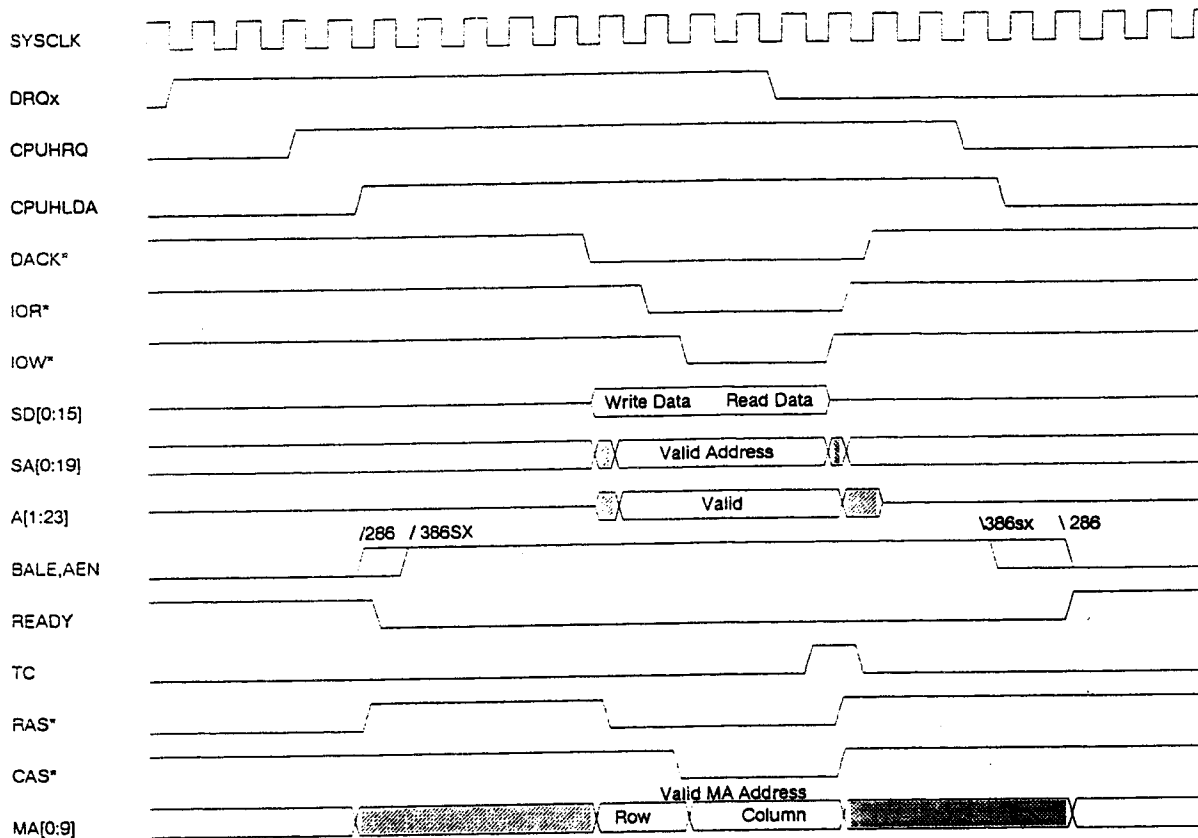 SYSCLK
DRQx
CPUHRQ
CPUHLDA
DACK*
IOR*
IOW*
SD[0:15] Write Data Read Data
SA[0:19] Valid Address
A[1:23] Valid
/286 / 386SX \386sx \ 286
BALE,AEN
READY
TC
RAS*
CAS*
Valid MA Address
MA[0:9] Row Column